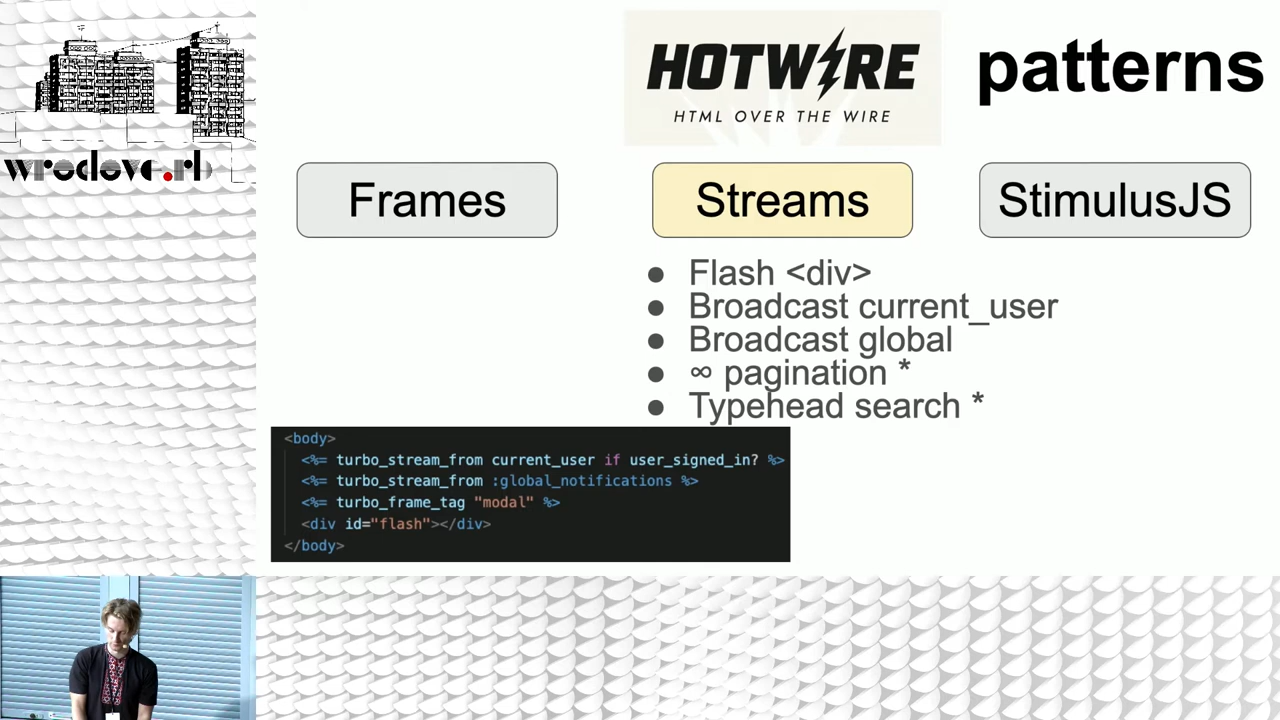 HOTWIRE patterns
HTML OVER THE WIRE
wroclove.rb
Frames
Streams
StimulusJS
● Flash <div>
● Broadcast current_user
● Broadcast global
● ∞ pagination *
● Typehead search *
<body>
<%= turbo_stream_from current_user if user_signed_in? %>
<%= turbo_stream_from :global_notifications %>
<%= turbo_frame_tag "modal" %>
<div id="flash"></div>
</body>